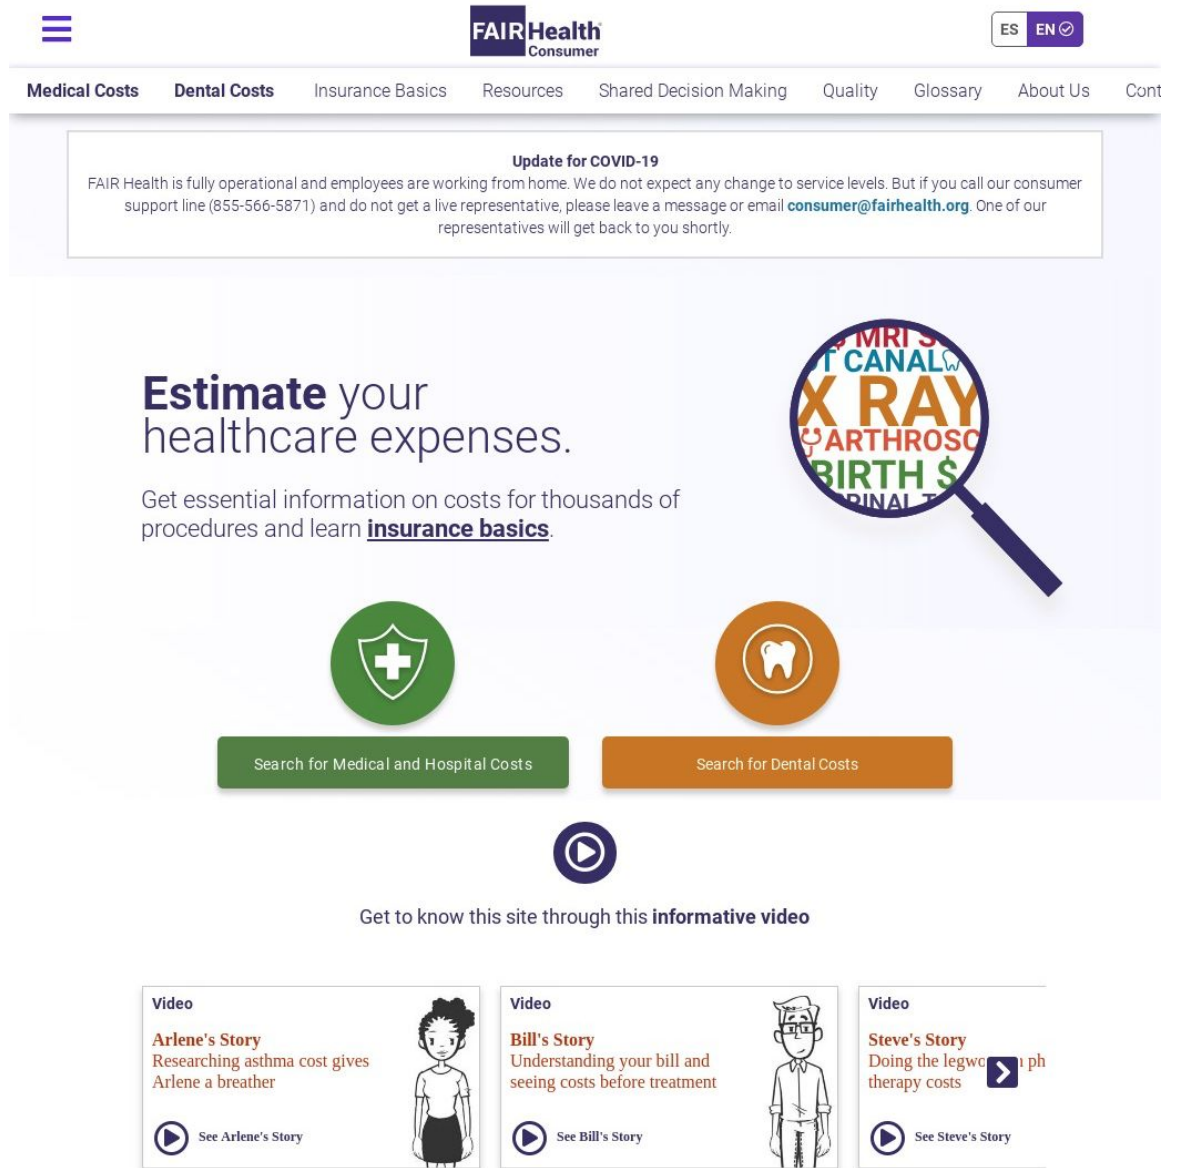 FAIR Health
Consumer
ES EN
Medical Costs Dental Costs Insurance Basics Resources Shared Decision Making Quality Glossary About Us Cont
Update for COVID-19
FAIR Health is fully operational and employees are working from home. We do not expect any change to service levels. But if you call our consumer
support line (855-566-5871) and do not get a live representative, please leave a message or email consumer@fairhealth.org. One of our
representatives will get back to you shortly.
$ MRI
CANAL
X RAY
ARTHROSC
BIRTH $
Estimate your
healthcare expenses.
Get essential information on costs for thousands of
procedures and learn insurance basics.
Search for Medical and Hospital Costs
Search for Dental Costs
Get to know this site through this informative video
Video
Arlene's Story
Researching asthma cost gives
Arlene a breather
See Arlene's Story
Video
Bill's Story
Understanding your bill and
seeing costs before treatment
See Bill's Story
Video
Steve's Story
Doing the legwo ph
therapy costs
See Steve's Story